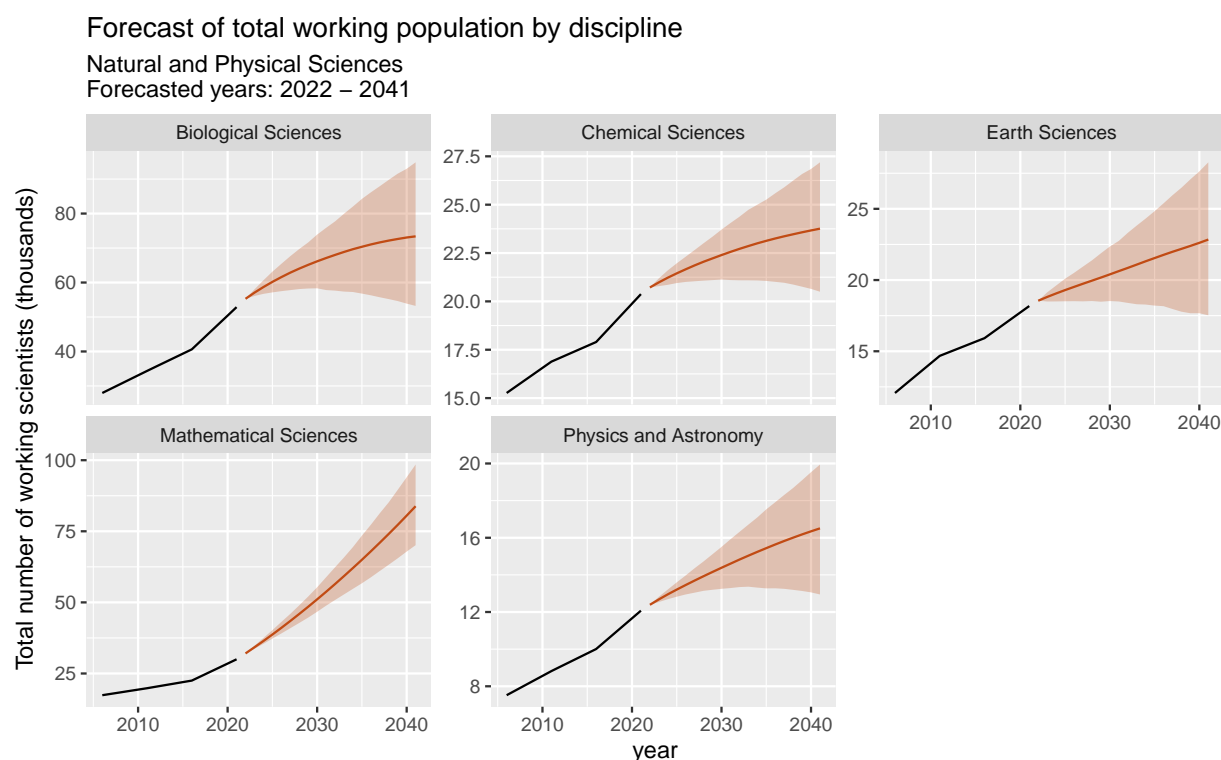 Forecast of total working population by discipline
Natural and Physical Sciences
Forecasted years: 2022 – 2041
Total number of working scientists (thousands)
Biological Sciences
80
60
40
Chemical Sciences
27.5
25.0
22.5
20.0
17.5
15.0
Earth Sciences
25
20
15
2010 2020 2030 2040
Mathematical Sciences
100
75
50
25
2010 2020 2030 2040
Physics and Astronomy
20
16
12
8
2010 2020 2030 2040
year